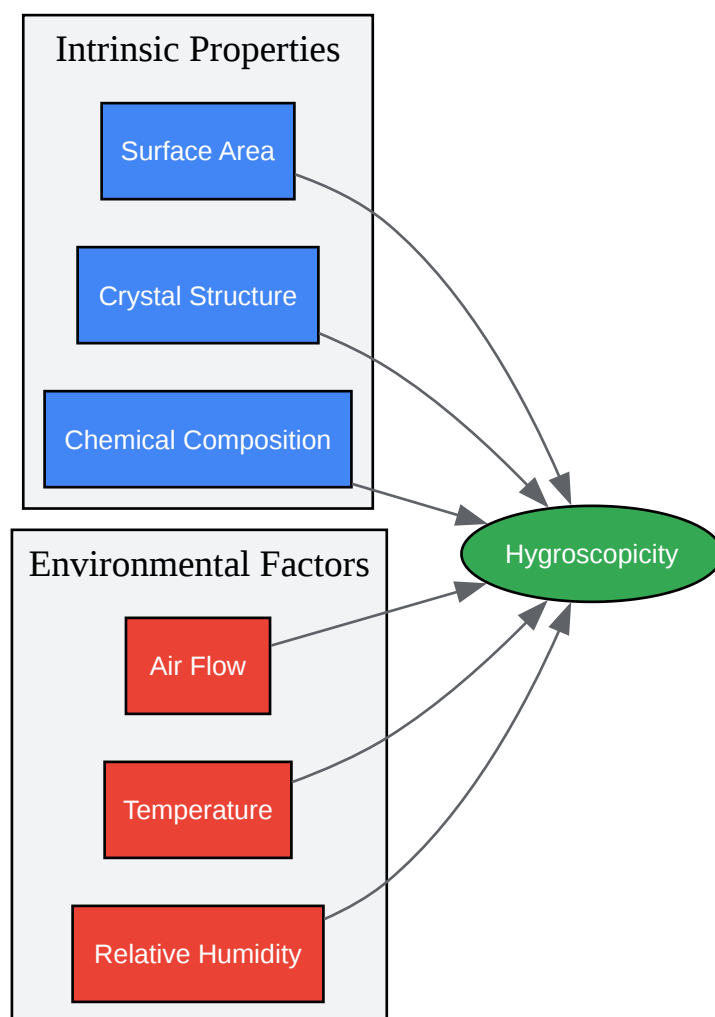 Intrinsic Properties
Surface Area
Crystal Structure
Chemical Composition
Hygroscopicity
Environmental Factors
Air Flow
Temperature
Relative Humidity